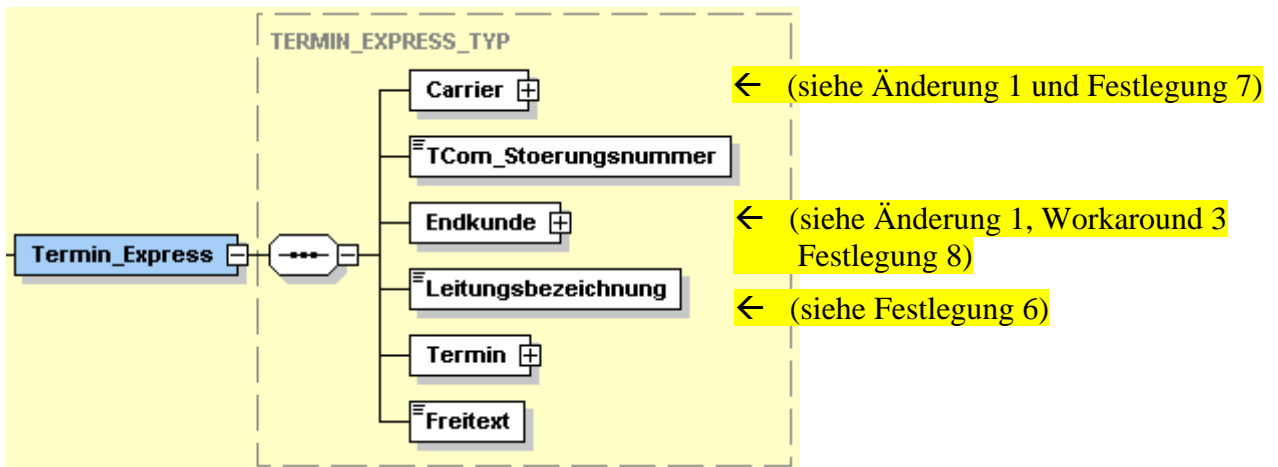 TERMIN_EXPRESS_TYP
Carrier
← (siehe Änderung 1 und Festlegung 7)
TCom_Stoerungsnummer
Endkunde
← (siehe Änderung 1, Workaround 3
Festlegung 8)
Termin_Express
Leitungsbezeichnung
← (siehe Festlegung 6)
Termin
Freitext